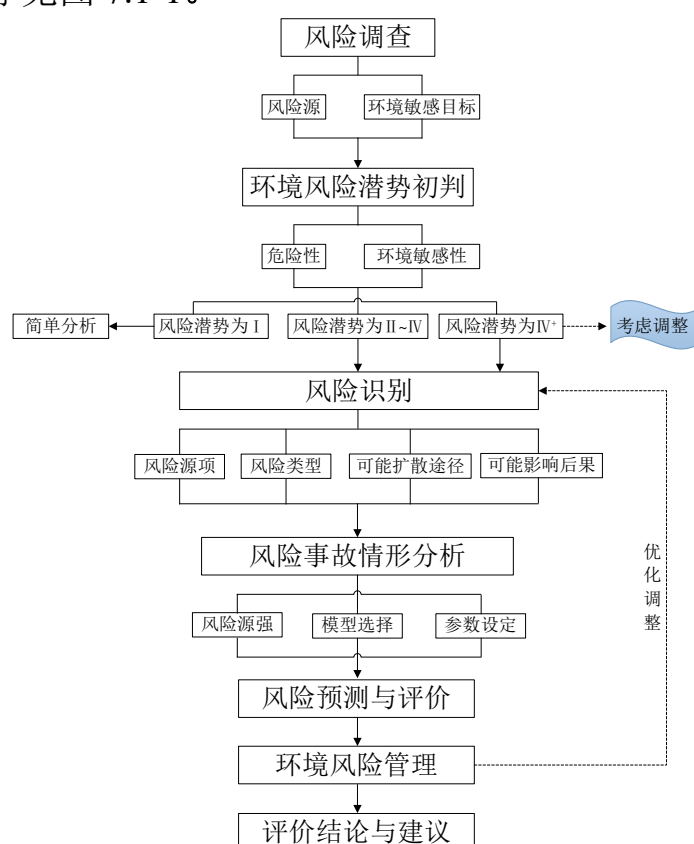 见图 7.1-1。
风险调查
风险源 环境敏感目标
环境风险潜势初判
危险性 环境敏感性
简单分析 风险潜势为Ⅰ 风险潜势为Ⅱ~Ⅳ 风险潜势为Ⅳ⁺ 考虑调整
风险识别
风险源项 风险类型 可能扩散途径 可能影响后果
风险事故情形分析
优化调整
风险源强 模型选择 参数设定
风险预测与评价
环境风险管理
评价结论与建议